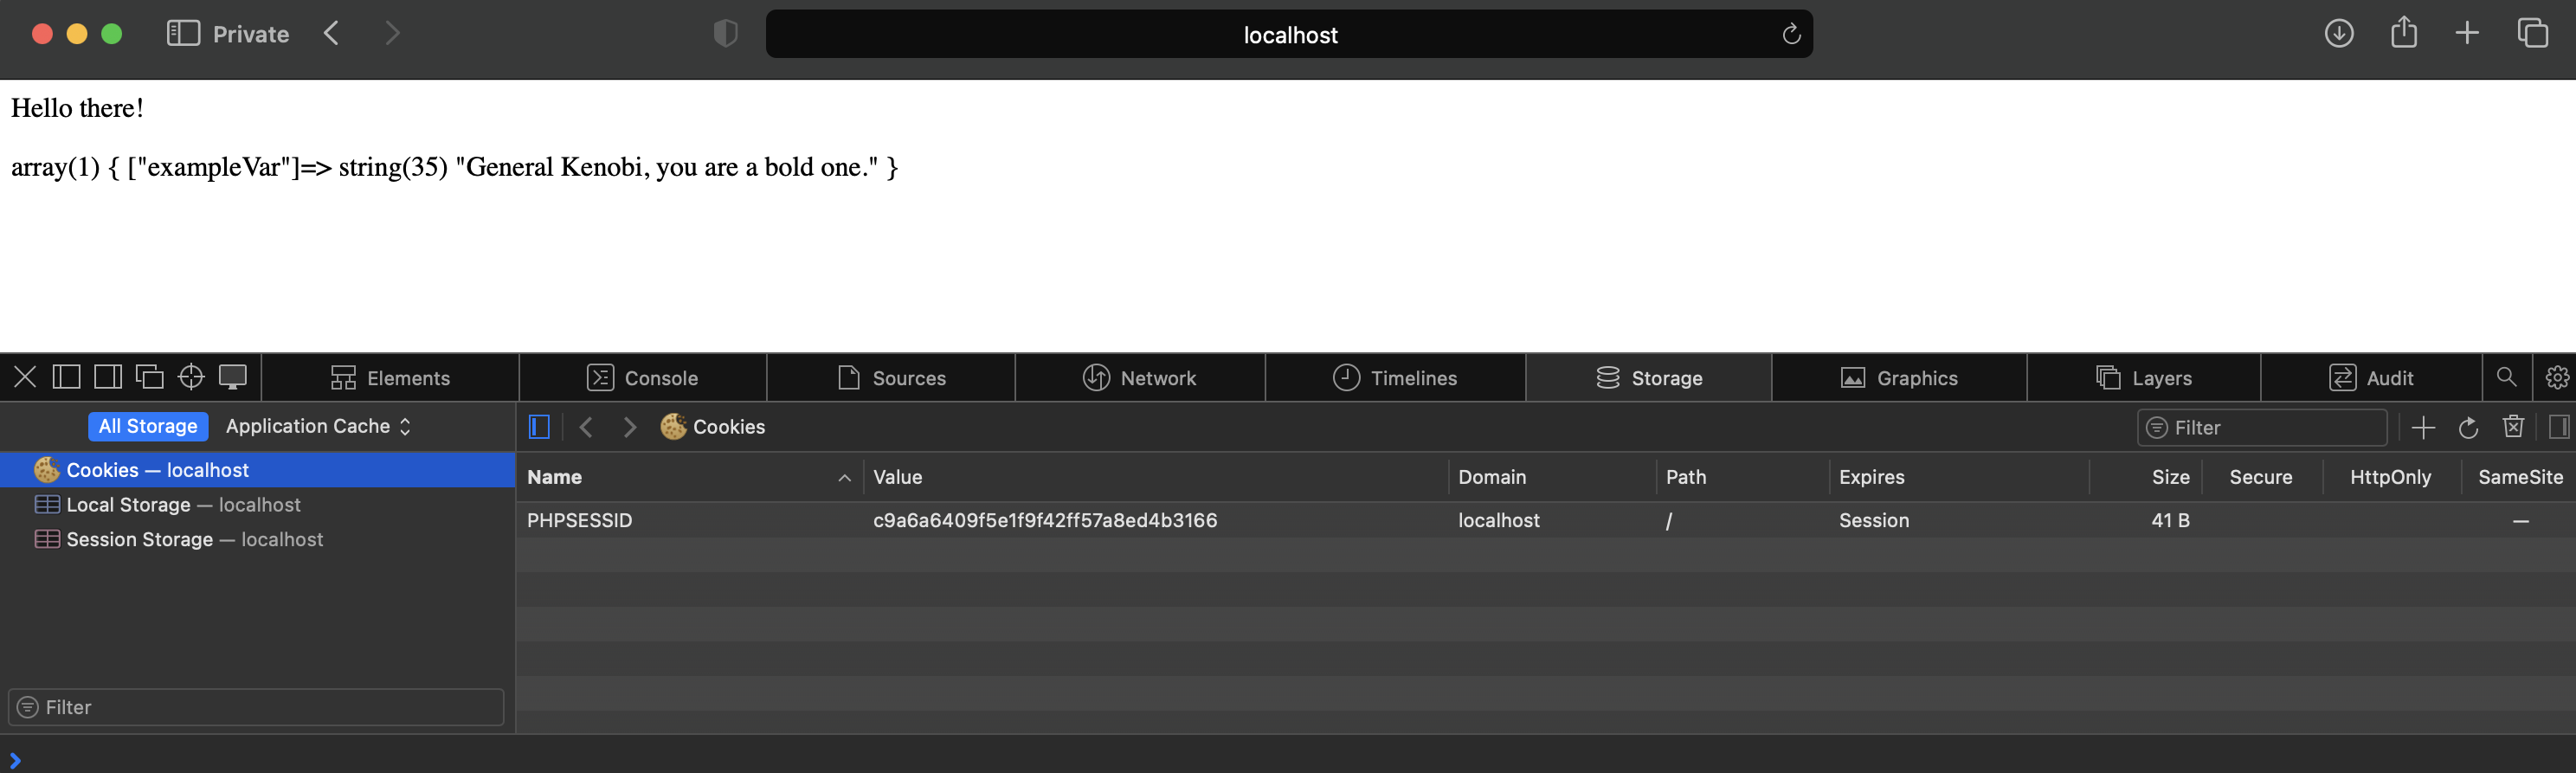 Private
localhost
Hello there!
array(1) { ["exampleVar"]=> string(35) "General Kenobi, you are a bold one." }
Elements Console Sources Network Timelines Storage Graphics Layers Audit
All Storage Application Cache Cookies Filter
Cookies — localhost
Local Storage — localhost
Session Storage — localhost
Filter
Name Value Domain Path Expires Size Secure HttpOnly SameSite
PHPSESSID c9a6a6409f5e1f9f42ff57a8ed4b3166 localhost / Session 41 B —